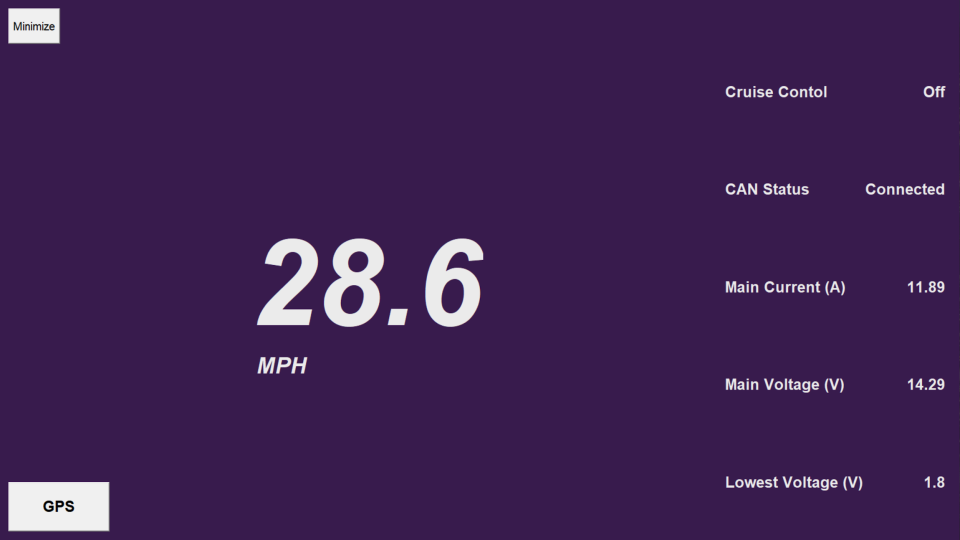 Minimize
Cruise Contol Off
CAN Status Connected
28.6
MPH
Main Current (A) 11.89
Main Voltage (V) 14.29
Lowest Voltage (V) 1.8
GPS